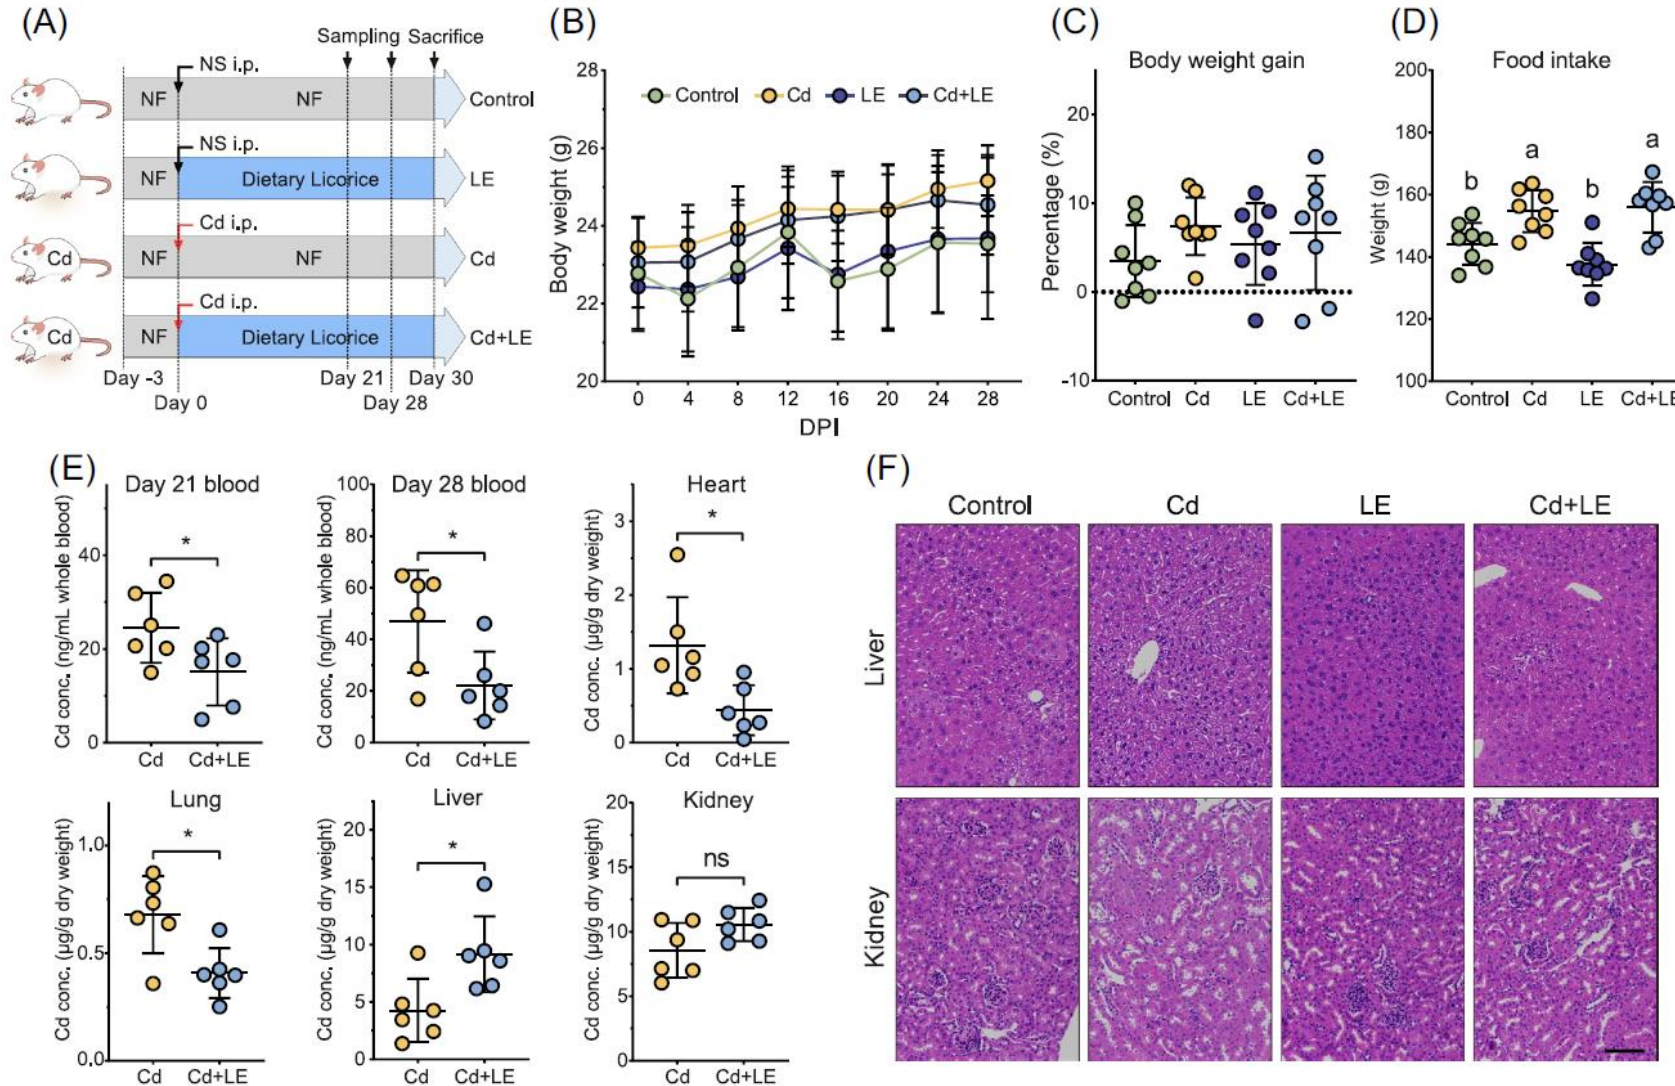 (A)
Sampling Sacrifice
NS i.p.
NF NF Control
NS i.p.
NF Dietary Licorice LE
Cd i.p.
Cd NF NF Cd
Cd i.p.
Cd NF Dietary Licorice Cd+LE
Day -3 Day 21 Day 30
Day 0 Day 28
(B)
Body weight (g)
28
26
24
22
20
Control Cd LE Cd+LE
0 4 8 12 16 20 24 28
DPI
(C)
Body weight gain
Percentage (%)
20
10
0
-10
Control Cd LE Cd+LE
(D)
Food intake
Weight (g)
200
180
160
140
120
100
b a b a
Control Cd LE Cd+LE
(E)
Day 21 blood
Cd conc. (ng/mL whole blood)
40
20
0
*
Cd Cd+LE
Day 28 blood
Cd conc. (ng/mL whole blood)
100
80
60
40
20
0
*
Cd Cd+LE
Heart
Cd conc. (µg/g dry weight)
3
2
1
0
*
Cd Cd+LE
Lung
Cd conc. (µg/g dry weight)
1.0
0.5
0.0
*
Cd Cd+LE
Liver
Cd conc. (µg/g dry weight)
20
15
10
5
0
*
Cd Cd+LE
Kidney
Cd conc. (µg/g dry weight)
20
15
10
5
0
ns
Cd Cd+LE
(F)
Control Cd LE Cd+LE
Liver
Kidney